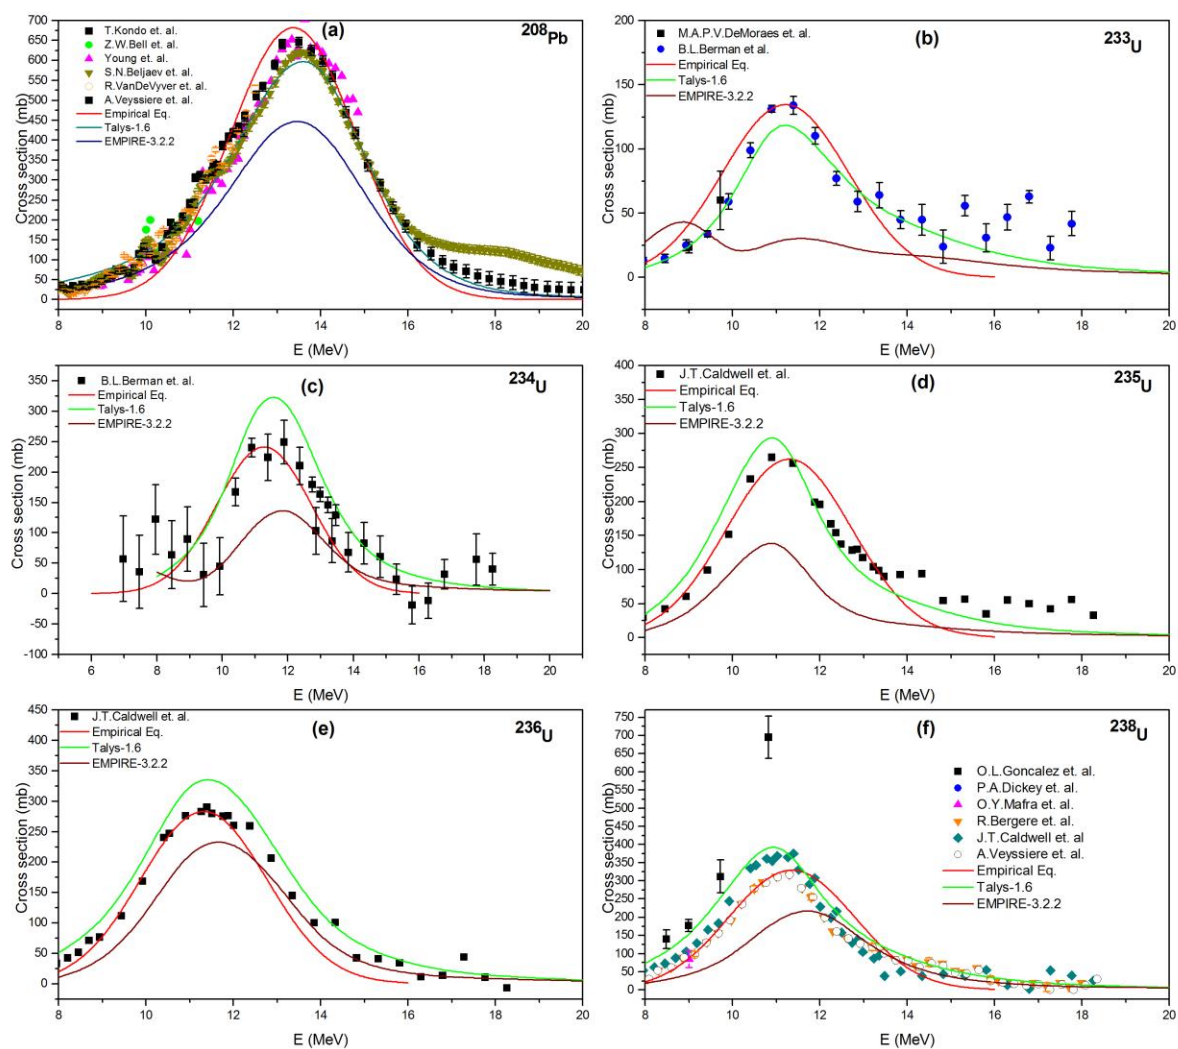 (a)
208Pb
T.Kondo et. al.
Z.W.Bell et. al.
Young et. al.
S.N.Beljaev et. al.
R.VanDeVyver et. al.
A.Veyssiere et. al.
Empirical Eq.
Talys-1.6
EMPIRE-3.2.2
Cross section (mb)
700
650
600
550
500
450
400
350
300
250
200
150
100
50
0
8 10 12 14 16 18 20
E (MeV)
(b)
233U
M.A.P.V.DeMoraes et. al.
B.L.Berman et al.
Empirical Eq.
Talys-1.6
EMPIRE-3.2.2
Cross section (mb)
200
150
100
50
0
8 10 12 14 16 18 20
E (MeV)
(c)
234U
B.L.Berman et. al.
Empirical Eq.
Talys-1.6
EMPIRE-3.2.2
Cross section (mb)
350
300
250
200
150
100
50
0
-50
-100
6 8 10 12 14 16 18 20
E (MeV)
(d)
235U
J.T.Caldwell et. al.
Empirical Eq.
Talys-1.6
EMPIRE-3.2.2
Cross section (mb)
400
350
300
250
200
150
100
50
0
8 10 12 14 16 18 20
E (MeV)
(e)
236U
J.T.Caldwell et. al.
Empirical Eq.
Talys-1.6
EMPIRE-3.2.2
Cross section (mb)
450
400
350
300
250
200
150
100
50
0
8 10 12 14 16 18 20
E (MeV)
(f)
238U
O.L.Goncalez et. al.
P.A.Dickey et. al.
O.Y.Mafra et. al.
R.Bergere et. al.
J.T.Caldwell et. al
A.Veyssiere et. al.
Empirical Eq.
Talys-1.6
EMPIRE-3.2.2
Cross section (mb)
750
700
650
600
550
500
450
400
350
300
250
200
150
100
50
0
8 10 12 14 16 18 20
E (MeV)